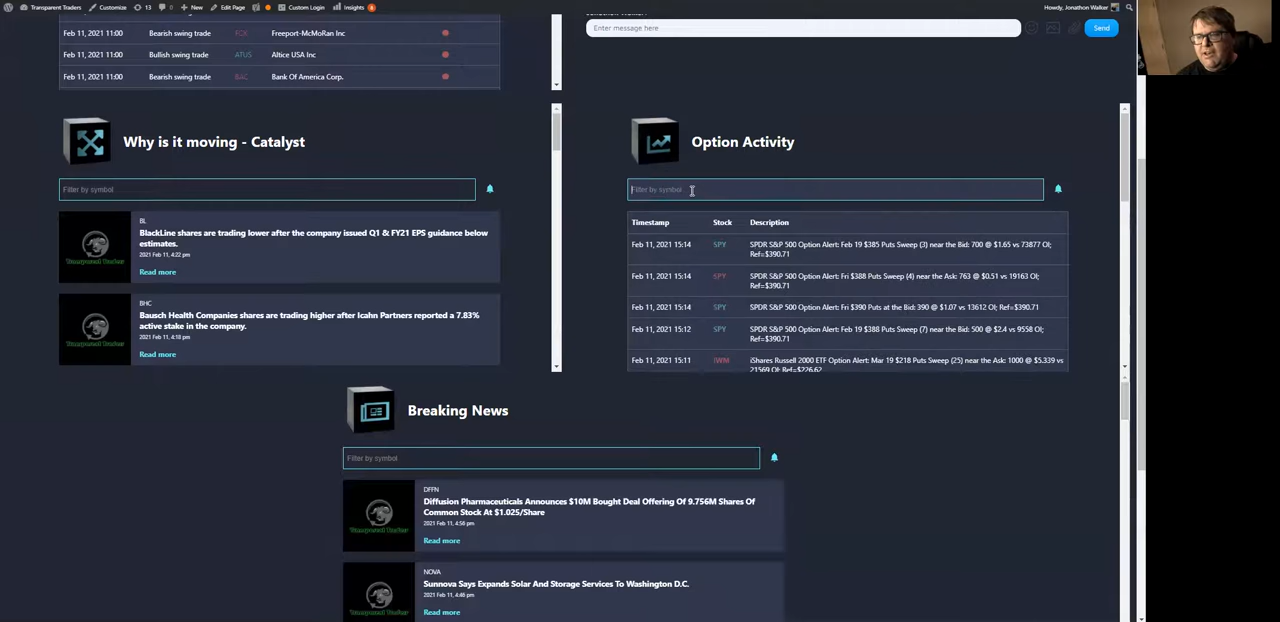 Transparent Traders
Customize
13
0
New
Edit Page
Custom Login
Insights
8
Howdy, Jonathon Walker
Feb 11, 2021 11:00 Bearish swing trade FCX Freeport-McMoRan Inc
Feb 11, 2021 11:00 Bullish swing trade ATUS Altice USA Inc
Feb 11, 2021 11:00 Bearish swing trade BAC Bank Of America Corp.
Enter message here
Send
Why is it moving - Catalyst
Filter by symbol
BL
BlackLine shares are trading lower after the company issued Q1 & FY21 EPS guidance below
estimates.
2021 Feb 11, 4:22 pm
Read more
BHC
Bausch Health Companies shares are trading higher after Icahn Partners reported a 7.83%
active stake in the company.
2021 Feb 11, 4:18 pm
Read more
Transparent Traders
Transparent Traders
Option Activity
Filter by symbol
Timestamp Stock Description
Feb 11, 2021 15:14 SPY SPDR S&P 500 Option Alert: Feb 19 $385 Puts Sweep (3) near the Bid: 700 @ $1.65 vs 73877 OI;
Ref=$390.71
Feb 11, 2021 15:14 SPY SPDR S&P 500 Option Alert: Fri $388 Puts Sweep (4) near the Ask: 763 @ $0.51 vs 19163 OI;
Ref=$390.71
Feb 11, 2021 15:14 SPY SPDR S&P 500 Option Alert: Fri $390 Puts at the Bid: 390 @ $1.07 vs 13612 OI; Ref=$390.71
Feb 11, 2021 15:12 SPY SPDR S&P 500 Option Alert: Feb 19 $388 Puts Sweep (7) near the Bid: 500 @ $2.4 vs 9558 OI;
Ref=$390.71
Feb 11, 2021 15:11 IWM iShares Russell 2000 ETF Option Alert: Mar 19 $218 Puts Sweep (25) near the Ask: 1000 @ $5.339 vs
21569 OI; Ref=$226.62
Breaking News
Filter by symbol
DFFN
Diffusion Pharmaceuticals Announces $10M Bought Deal Offering Of 9.756M Shares Of
Common Stock At $1.025/Share
2021 Feb 11, 4:56 pm
Read more
NOVA
Sunnova Says Expands Solar And Storage Services To Washington D.C.
2021 Feb 11, 4:46 pm
Read more
Transparent Traders
Transparent Traders